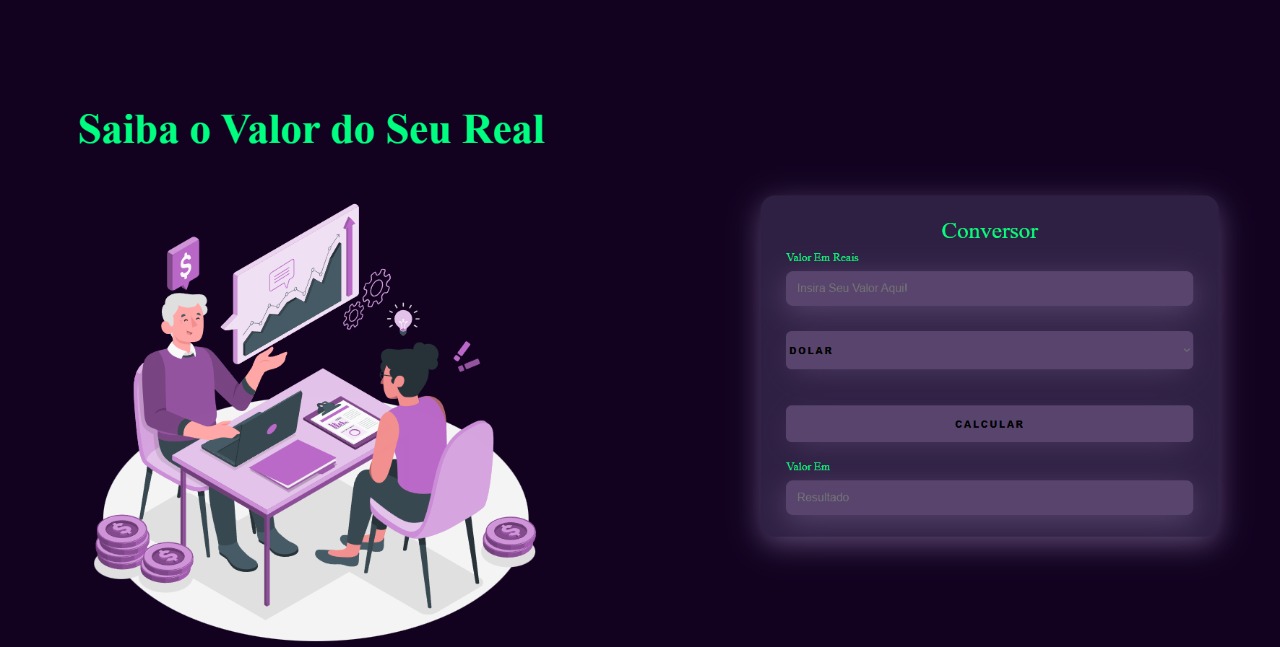 Saiba o Valor do Seu Real
$
Conversor
Valor Em Reais
Insira Seu Valor Aqui!
DOLAR
CALCULAR
Valor Em
Resultado
$
$
$